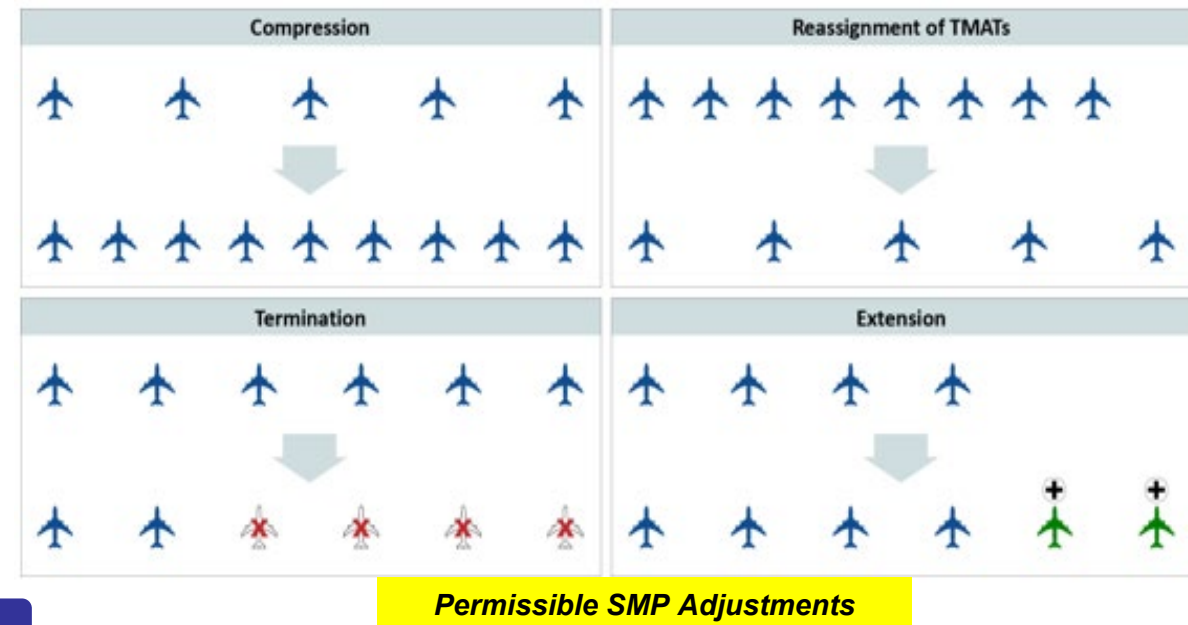 Compression
Reassignment of TMATs
Termination
Extension
Permissible SMP Adjustments